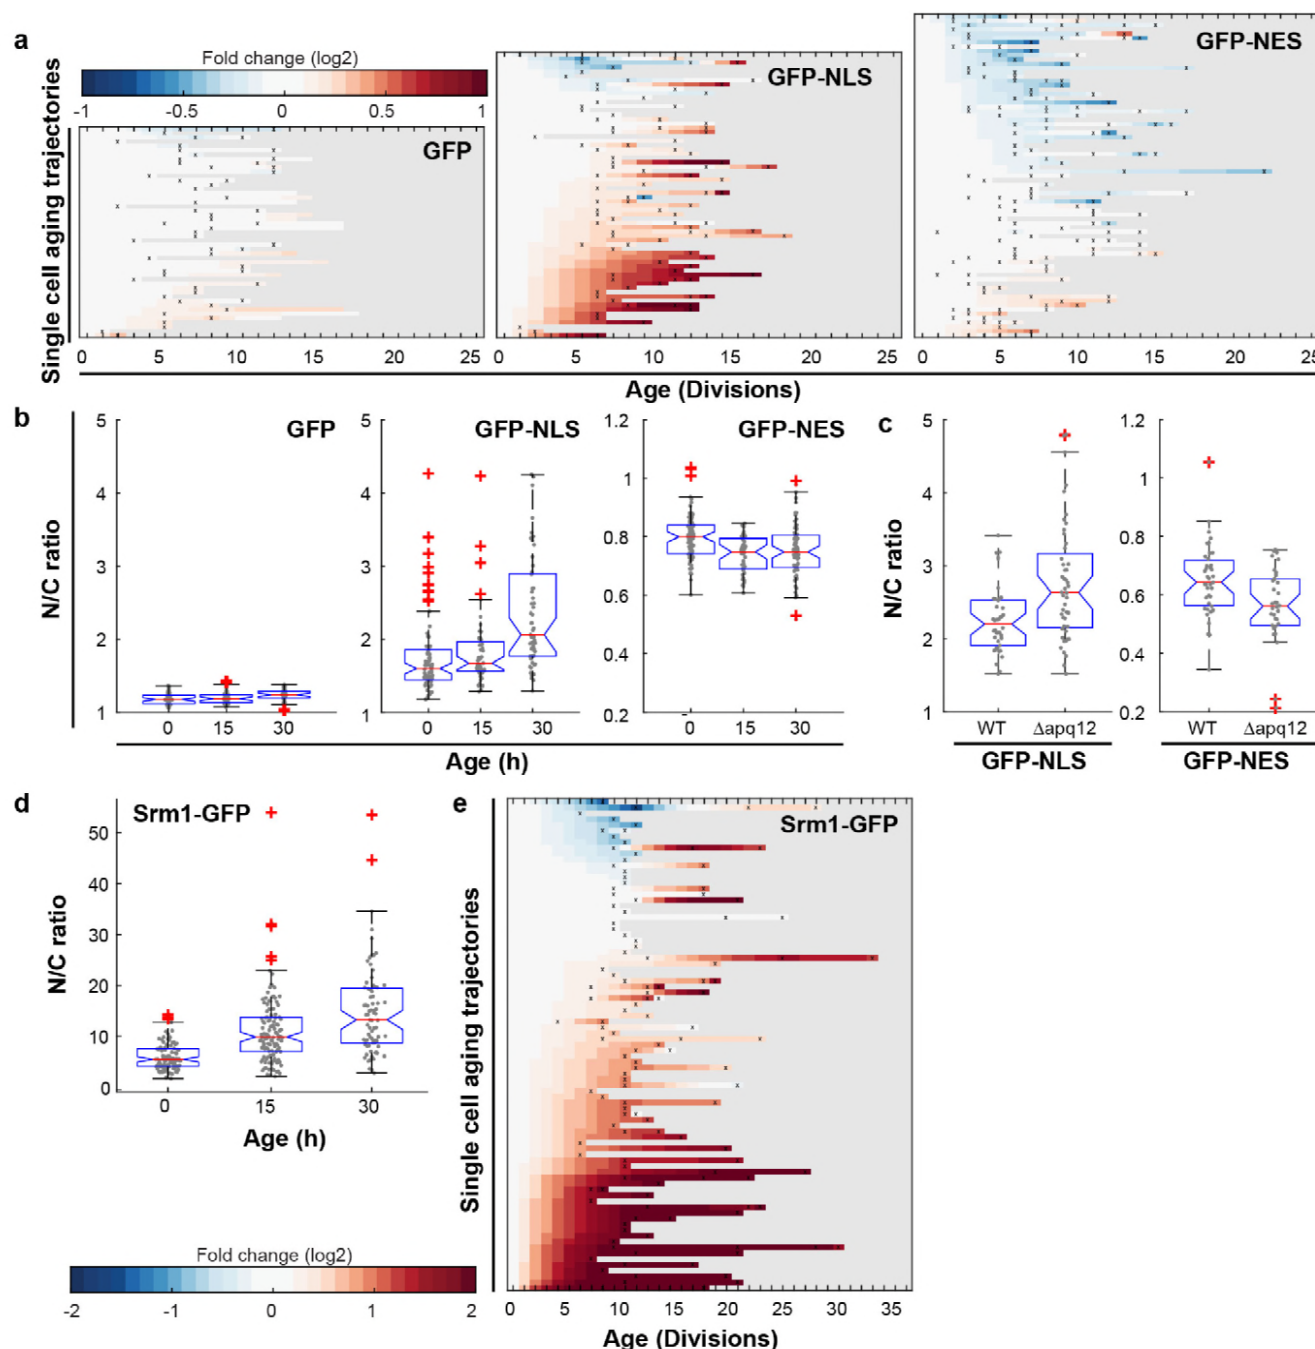 a
Fold change (log2)
-1 -0.5 0 0.5 1
GFP
GFP-NLS
GFP-NES
Single cell aging trajectories
0 5 10 15 20 25
0 5 10 15 20 25
0 5 10 15 20 25
Age (Divisions)
b
GFP
GFP-NLS
GFP-NES
N/C ratio
5
4
3
2
1
0 15 30
5
4
3
2
1
0 15 30
1.2
1
0.8
0.6
0.4
0.2
0 15 30
Age (h)
c
N/C ratio
5
4
3
2
1
WT Δapq12
GFP-NLS
1.2
1
0.8
0.6
0.4
0.2
WT Δapq12
GFP-NES
d
Srm1-GFP
N/C ratio
50
40
30
20
10
0
0 15 30
Age (h)
Fold change (log2)
-2 -1 0 1 2
e
Srm1-GFP
Single cell aging trajectories
0 5 10 15 20 25 30 35
Age (Divisions)